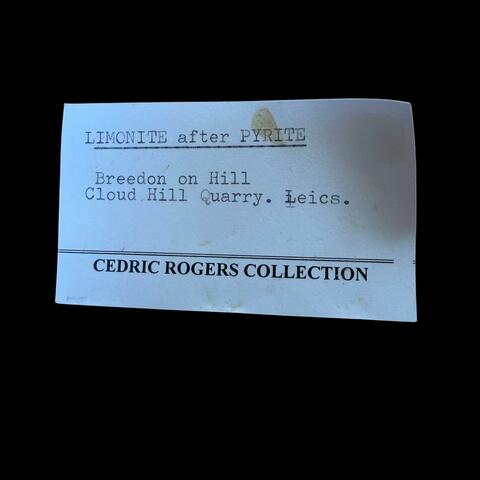 LIMONITE after PYRITE
Breedon on Hill
Cloud Hill Quarry. Leics.
CEDRIC ROGERS COLLECTION